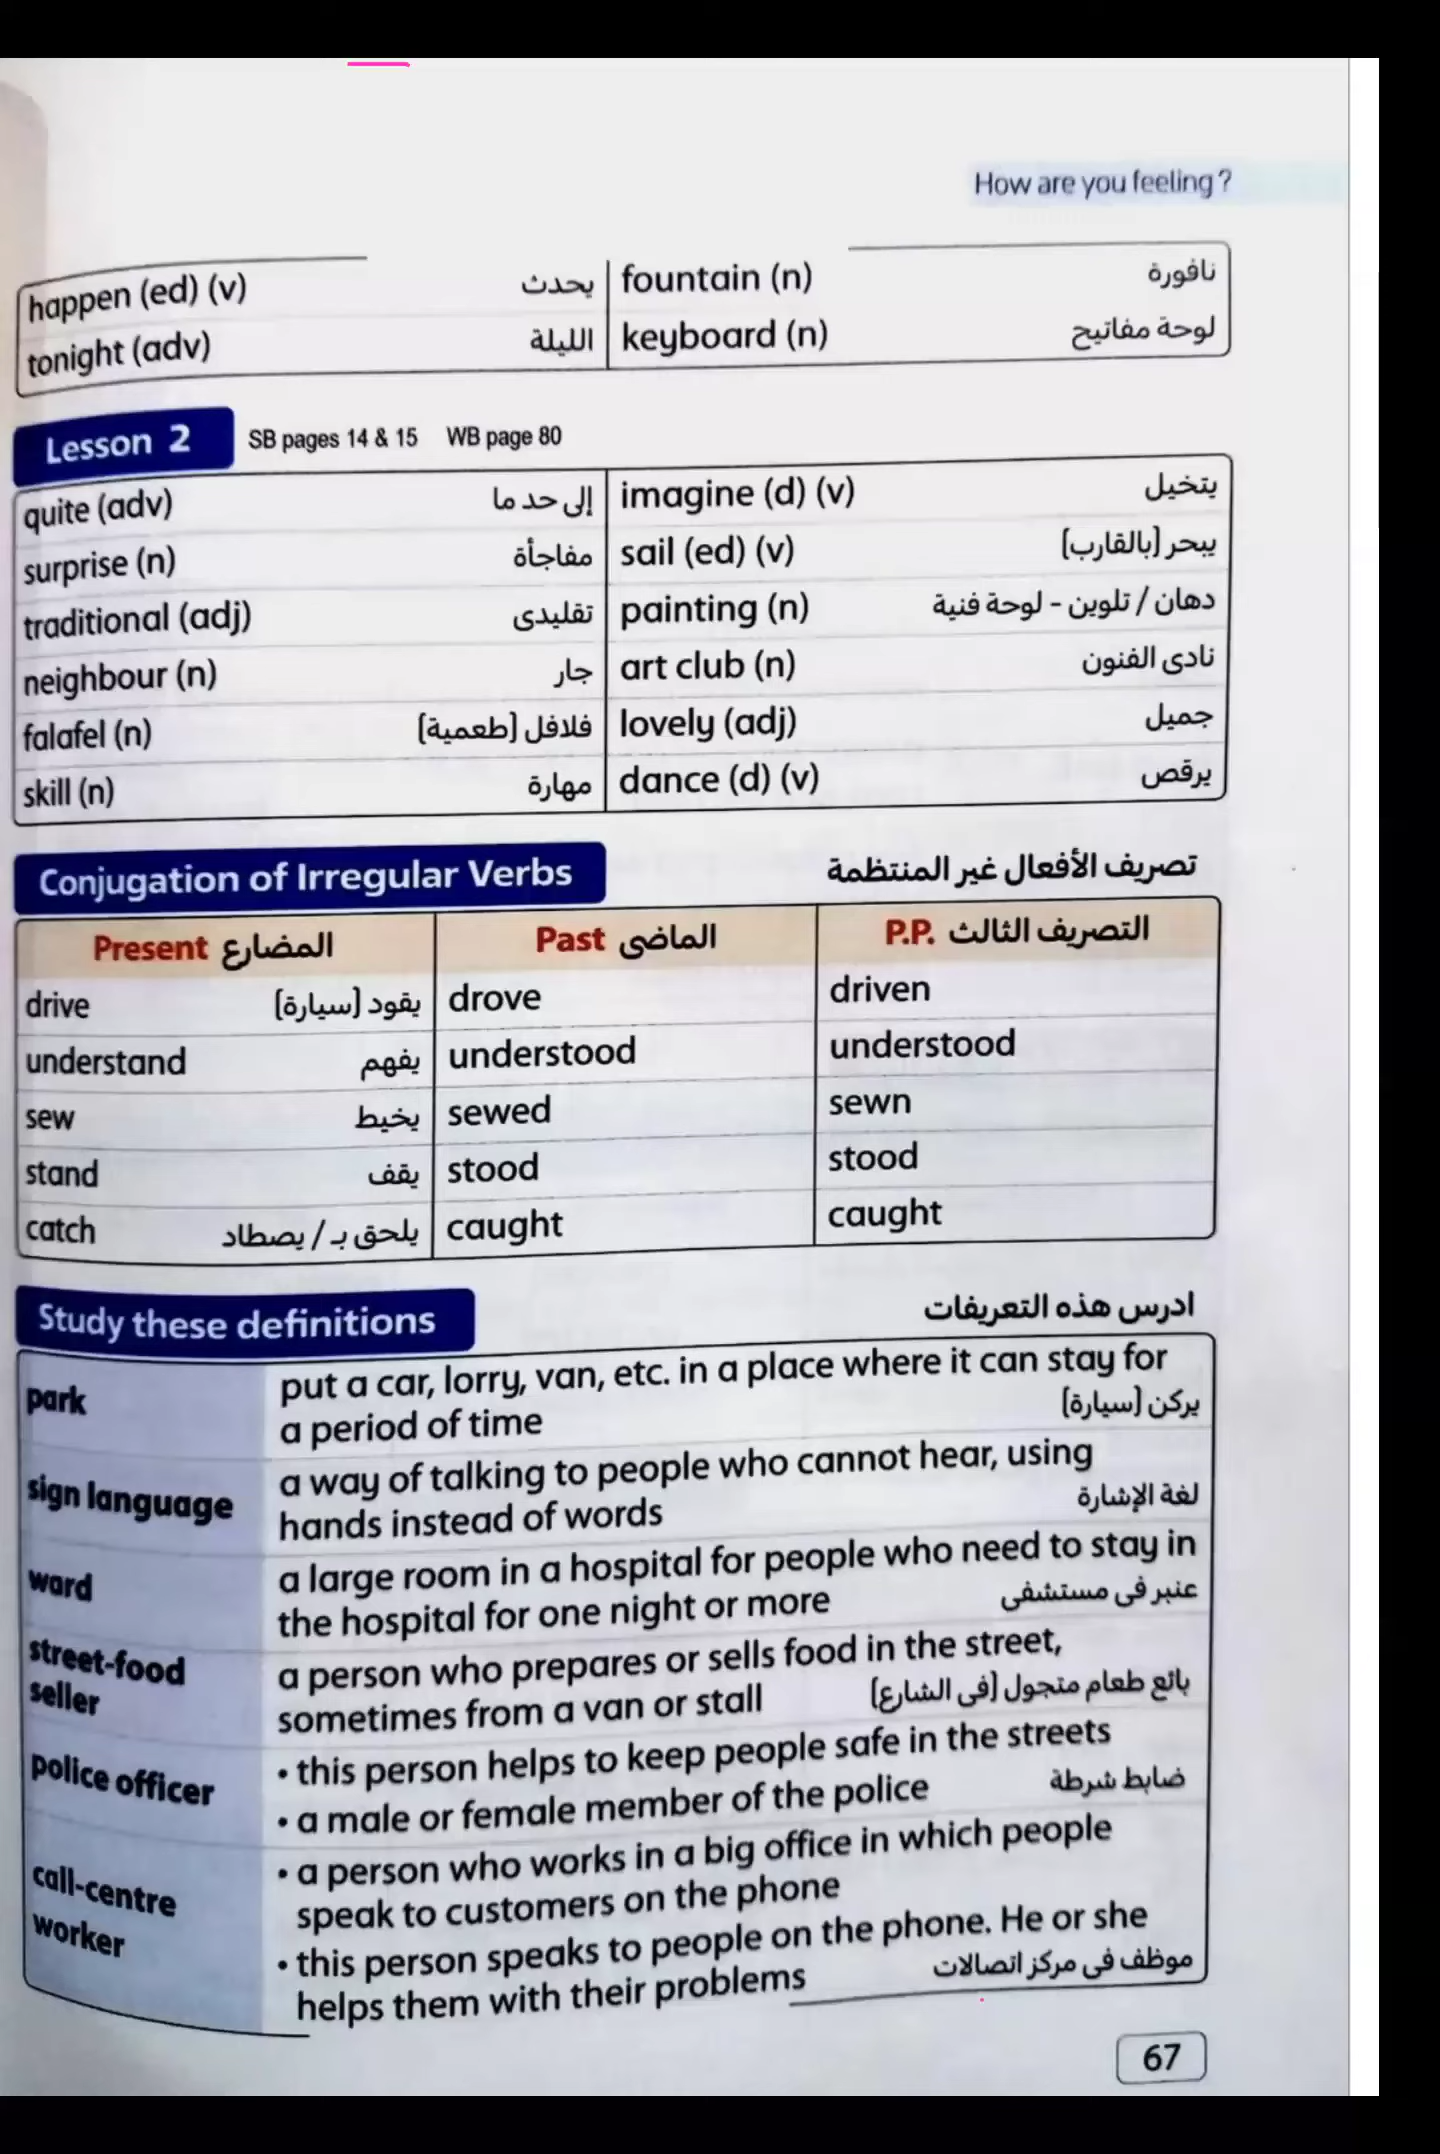 How are you feeling ?
happen (ed) (v) يحدث fountain (n) نافورة
tonight (adv) الليلة keyboard (n) لوحة مفاتيح
Lesson 2 SB pages 14 & 15 WB page 80
quite (adv) إلى حد ما imagine (d) (v) يتخيل
surprise (n) مفاجأة sail (ed) (v) يبحر [بالقارب]
traditional (adj) تقليدى painting (n) دهان / تلوين - لوحة فنية
neighbour (n) جار art club (n) نادى الفنون
falafel (n) فلافل [طعمية] lovely (adj) جميل
skill (n) مهارة dance (d) (v) يرقص
Conjugation of Irregular Verbs تصريف الأفعال غير المنتظمة
Present المضارع Past الماضى P.P. التصريف الثالث
drive يقود [سيارة] drove driven
understand يفهم understood understood
sew يخيط sewed sewn
stand يقف stood stood
catch يلحق بـ / يصطاد caught caught
Study these definitions ادرس هذه التعريفات
park put a car, lorry, van, etc. in a place where it can stay for
a period of time يركن [سيارة]
sign language a way of talking to people who cannot hear, using
hands instead of words لغة الإشارة
ward a large room in a hospital for people who need to stay in
the hospital for one night or more عنبر فى مستشفى
street-food a person who prepares or sells food in the street,
seller sometimes from a van or stall بائع طعام متجول [فى الشارع]
police officer • this person helps to keep people safe in the streets
• a male or female member of the police ضابط شرطة
call-centre • a person who works in a big office in which people
worker speak to customers on the phone
• this person speaks to people on the phone. He or she
helps them with their problems موظف فى مركز اتصالات
67